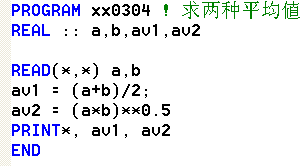 PROGRAM xx0304 ! 求两种平均値
REAL :: a,b,av1,av2
READ(*,*) a,b
av1 = (a+b)/2;
av2 = (a*b)**0.5
PRINT*, av1, av2
END